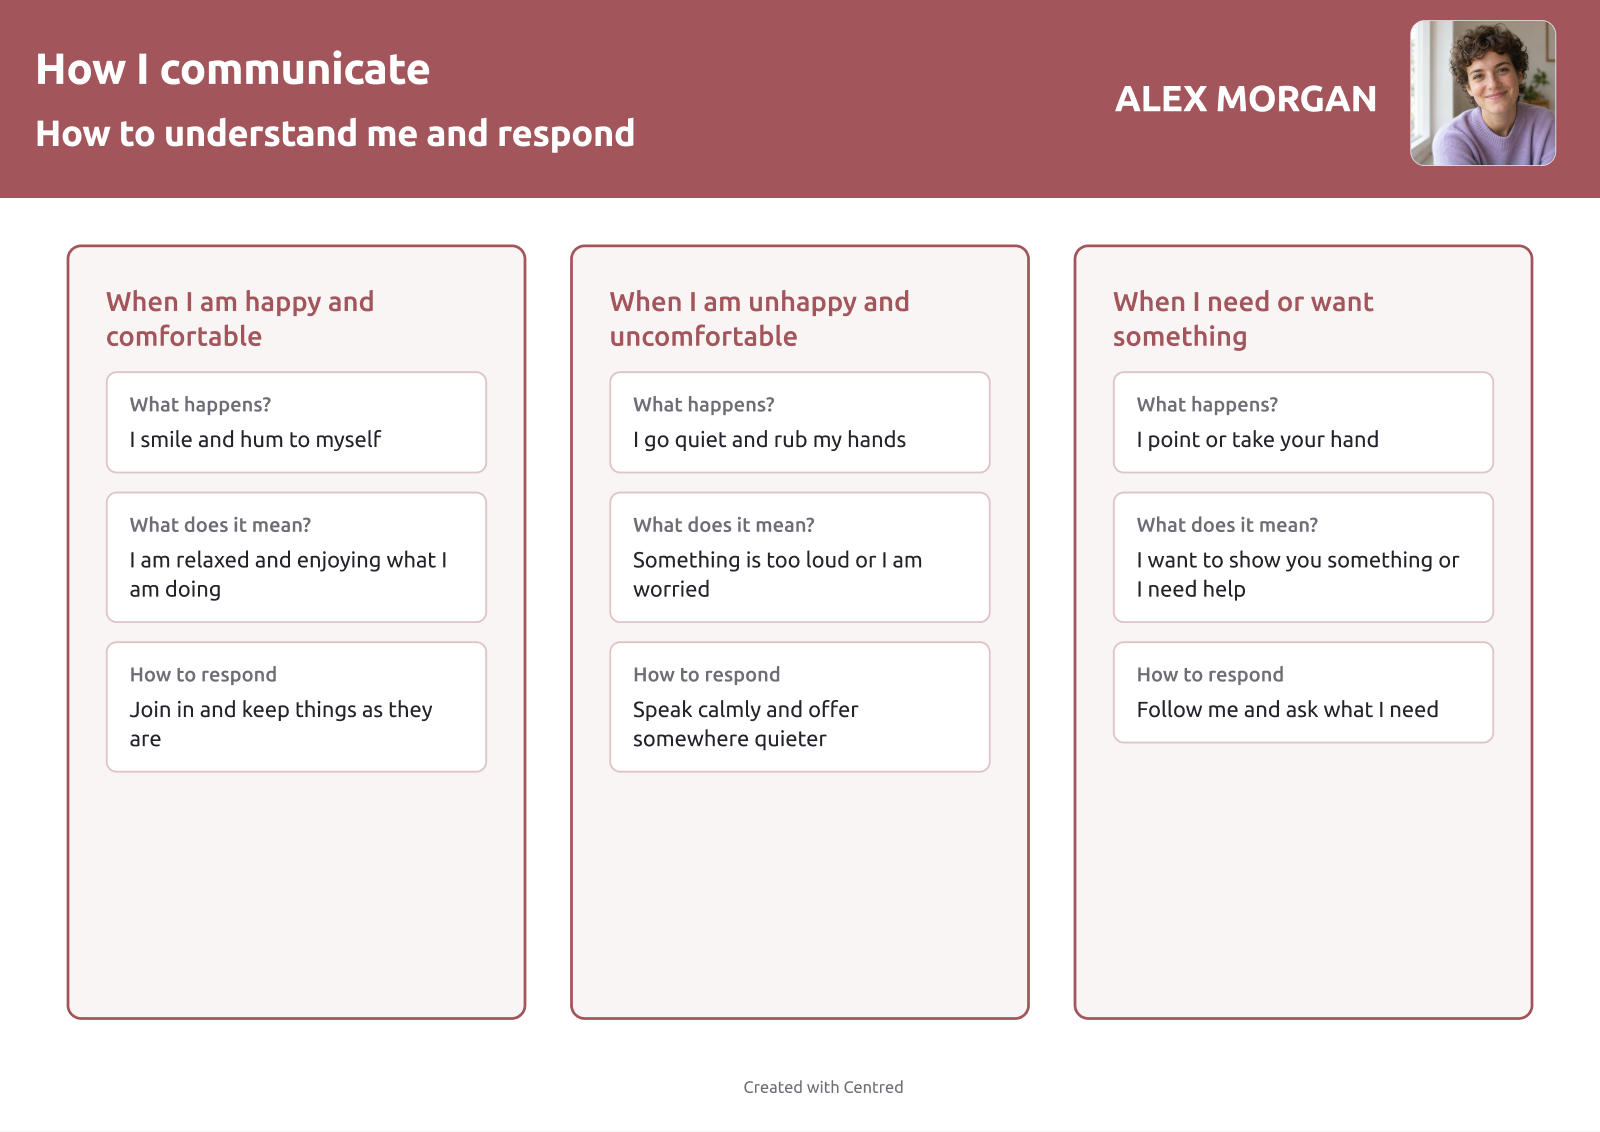 How I communicate
How to understand me and respond
ALEX MORGAN
When I am happy and
comfortable
What happens?
I smile and hum to myself
What does it mean?
I am relaxed and enjoying what I
am doing
How to respond
Join in and keep things as they
are
When I am unhappy and
uncomfortable
What happens?
I go quiet and rub my hands
What does it mean?
Something is too loud or I am
worried
How to respond
Speak calmly and offer
somewhere quieter
When I need or want
something
What happens?
I point or take your hand
What does it mean?
I want to show you something or
I need help
How to respond
Follow me and ask what I need
Created with Centred